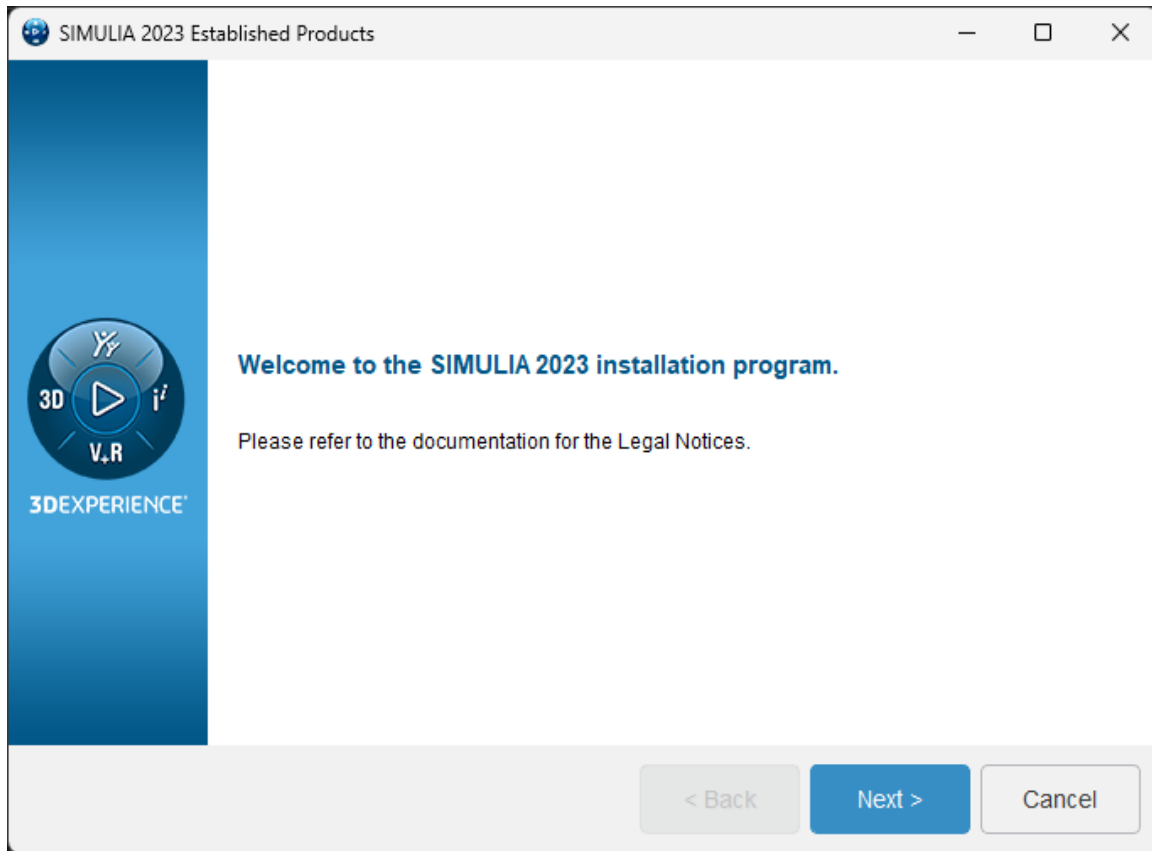 SIMULIA 2023 Established Products
Welcome to the SIMULIA 2023 installation program.
Please refer to the documentation for the Legal Notices.
3D
i
V+R
3DEXPERIENCE
< Back
Next >
Cancel